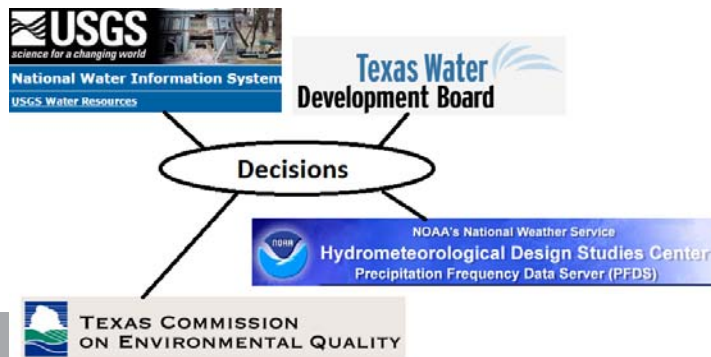 USGS
science for a changing world
National Water Information System
USGS Water Resources
Texas Water
Development Board
Decisions
NOAA
NOAA's National Weather Service
Hydrometeorological Design Studies Center
Precipitation Frequency Data Server (PFDS)
TEXAS COMMISSION
ON ENVIRONMENTAL QUALITY